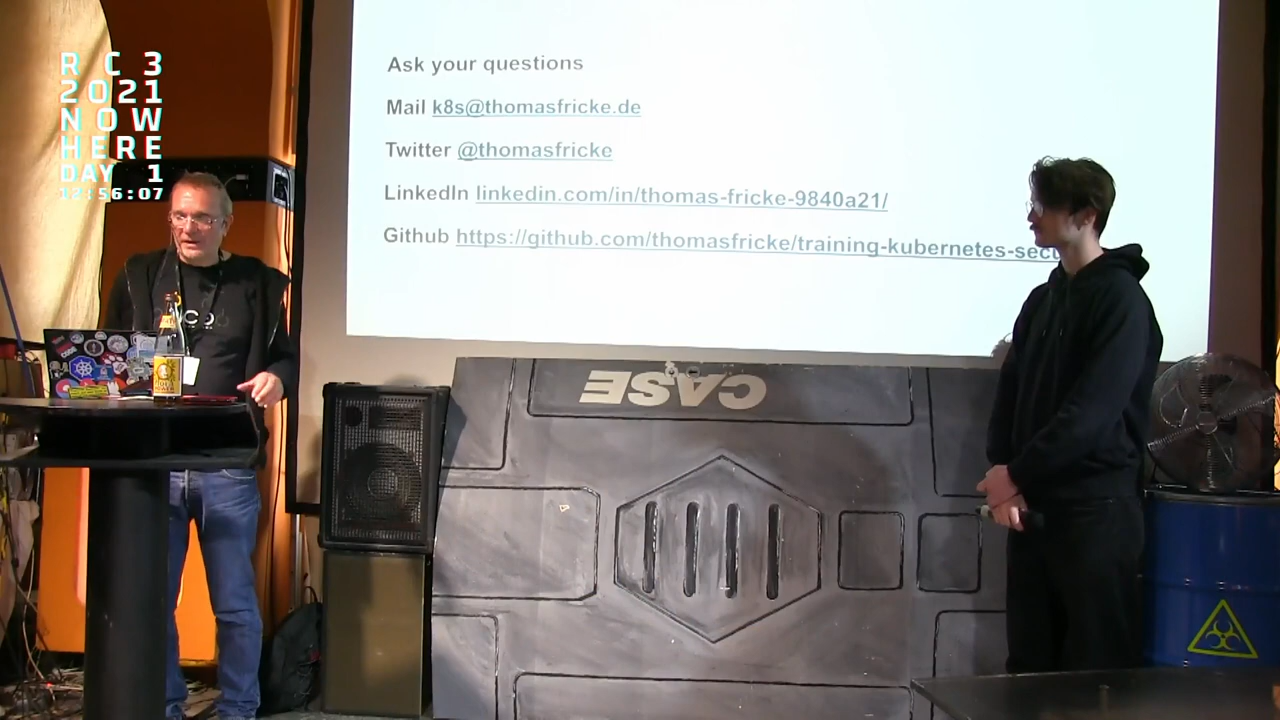 R C 3
2021
NOW
HERE
DAY 1
12:56:07
Ask your questions
Mail k8s@thomasfricke.de
Twitter @thomasfricke
LinkedIn linkedin.com/in/thomas-fricke-9840a21/
Github https://github.com/thomasfricke/training-kubernetes-secu
CASE